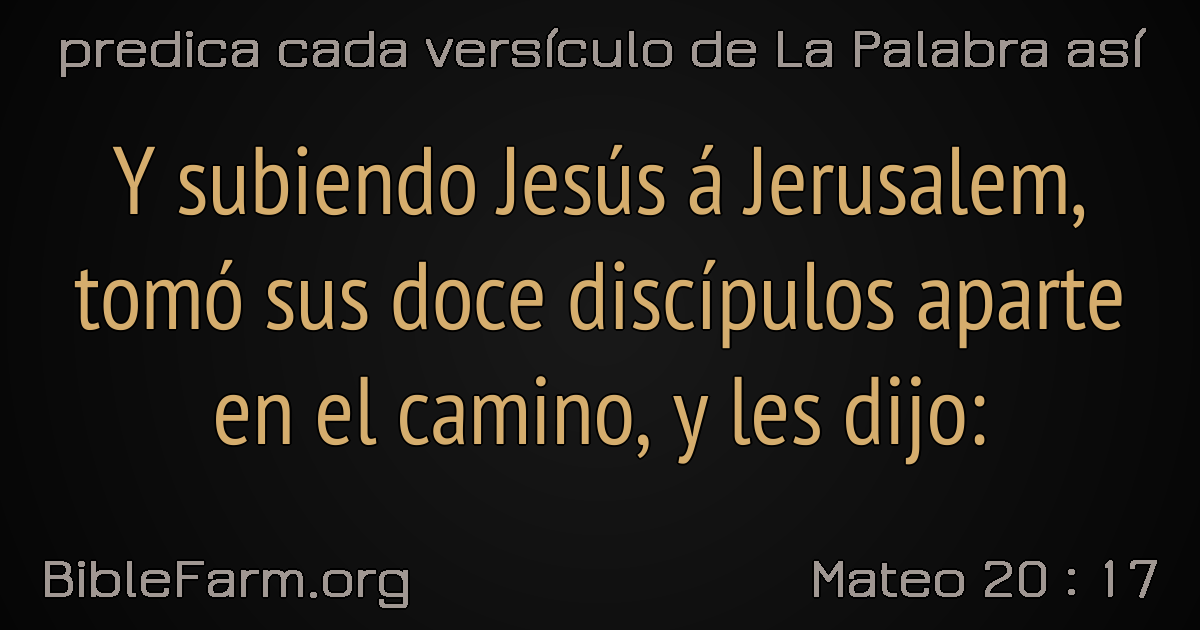 predica cada versículo de La Palabra así
Y subiendo Jesús á Jerusalem,
tomó sus doce discípulos aparte
en el camino, y les dijo:
BibleFarm.org
Mateo 20 : 17